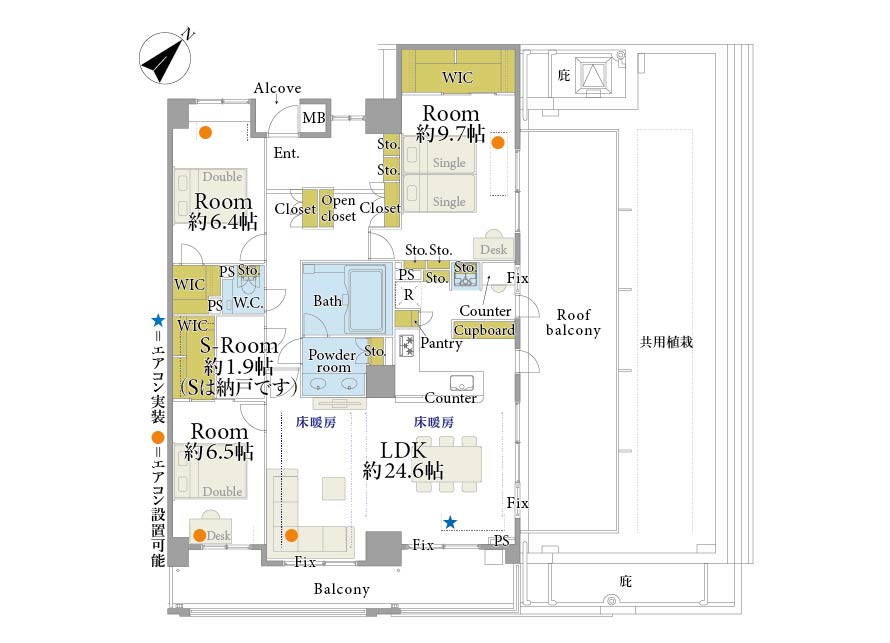 N
Alcove
MB
WIC
庇
Room
約9.7帖
Ent.
Sto.
Sto.
Single
Single
Double
Room
約6.4帖
Closet
Open
closet
Closet
Desk
Sto.
Sto.
PS
Sto.
WIC
PS
W.C.
Bath
PS
Sto.
Sto.
Fix
R
Counter
Roof
balcony
共用植栽
WIC
S-Room
約1.9帖
(Sは納戸です)
Powder
room
Sto.
Pantry
Cupboard
Counter
★=エアコン実装
●=エアコン設置可能
床暖房
床暖房
Room
約6.5帖
Double
Desk
LDK
約24.6帖
Fix
★
PS
Fix
Fix
Balcony
庇